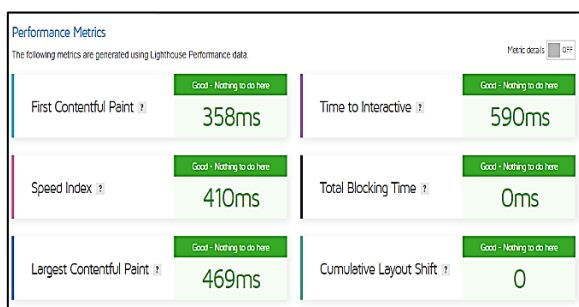 Performance Metrics
The following metrics are generated using Lighthouse Performance data.
Metric details OFF
First Contentful Paint ?
Good - Nothing to do here
358ms
Time to Interactive ?
Good - Nothing to do here
590ms
Speed Index ?
Good - Nothing to do here
410ms
Total Blocking Time ?
Good - Nothing to do here
0ms
Largest Contentful Paint ?
Good - Nothing to do here
469ms
Cumulative Layout Shift ?
Good - Nothing to do here
0